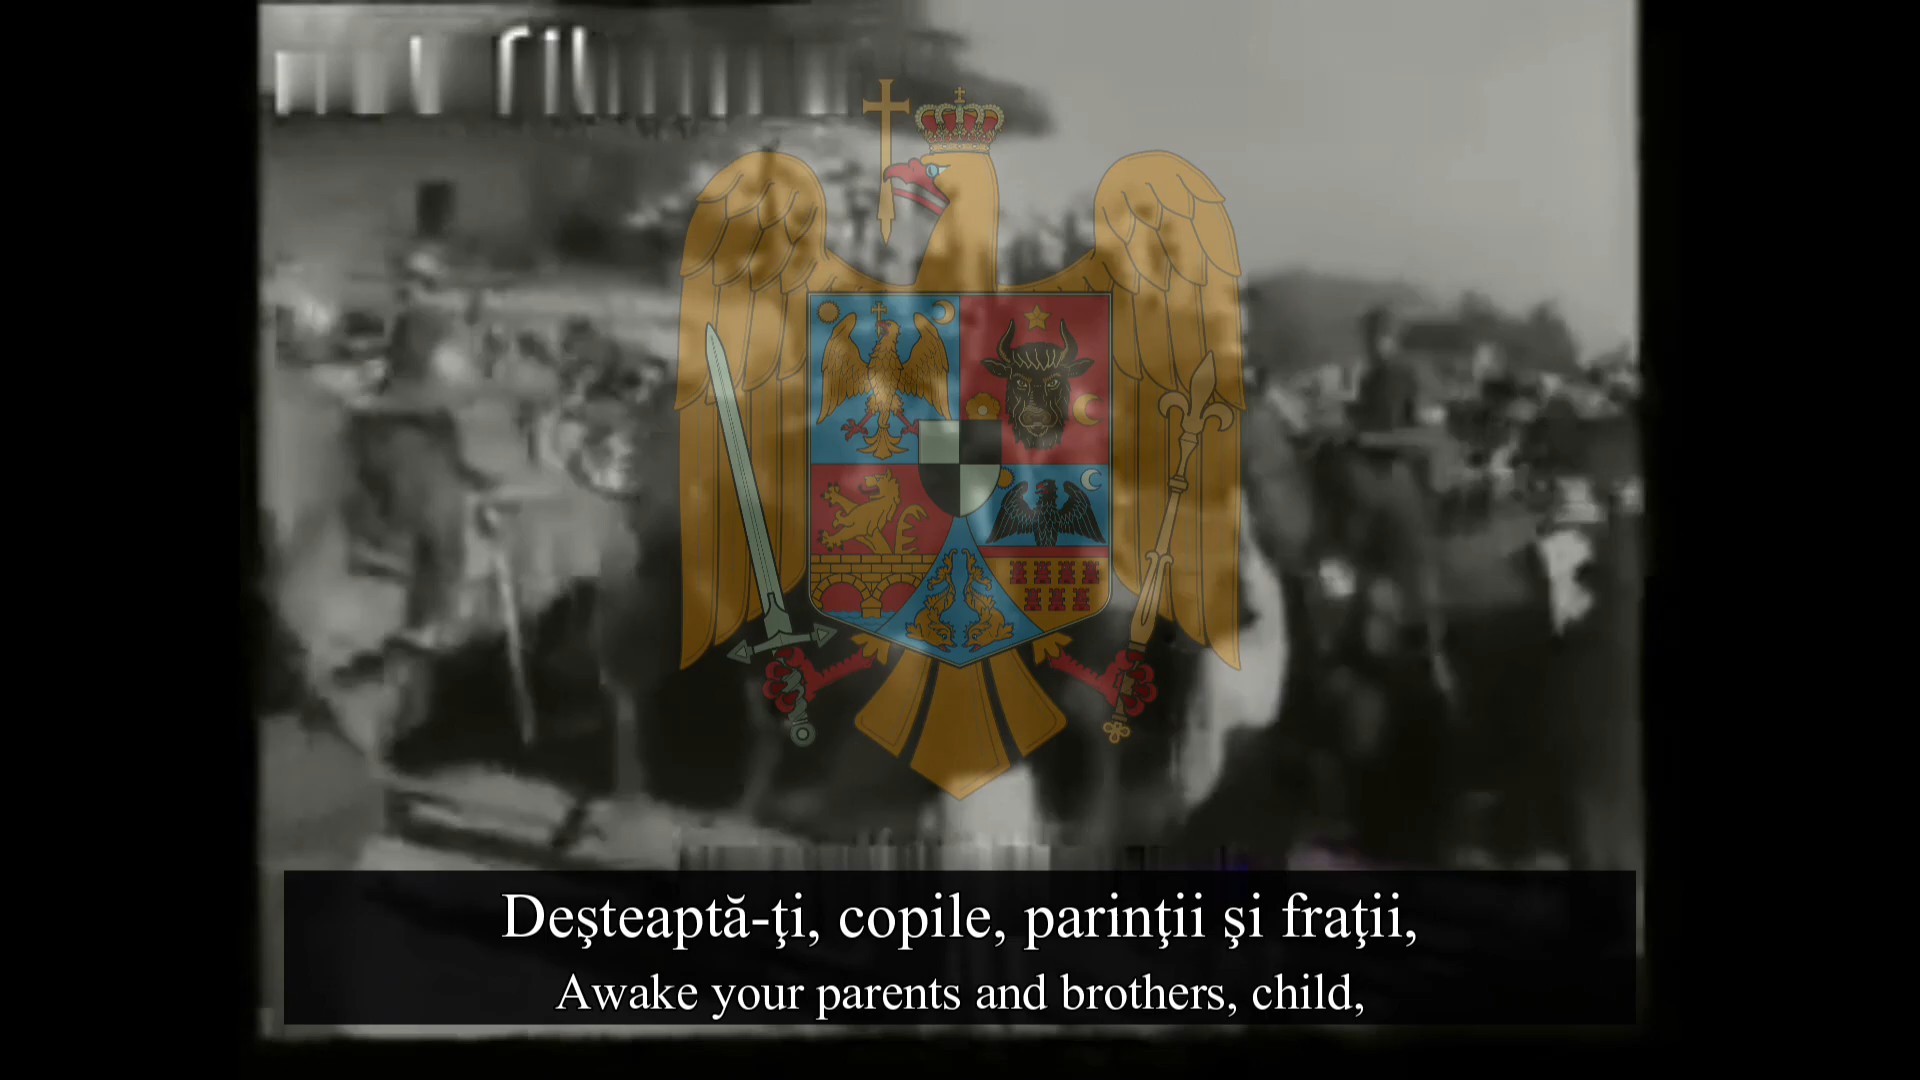 Deşteaptă-ţi, copile, parinţii şi fraţii,
Awake your parents and brothers, child,